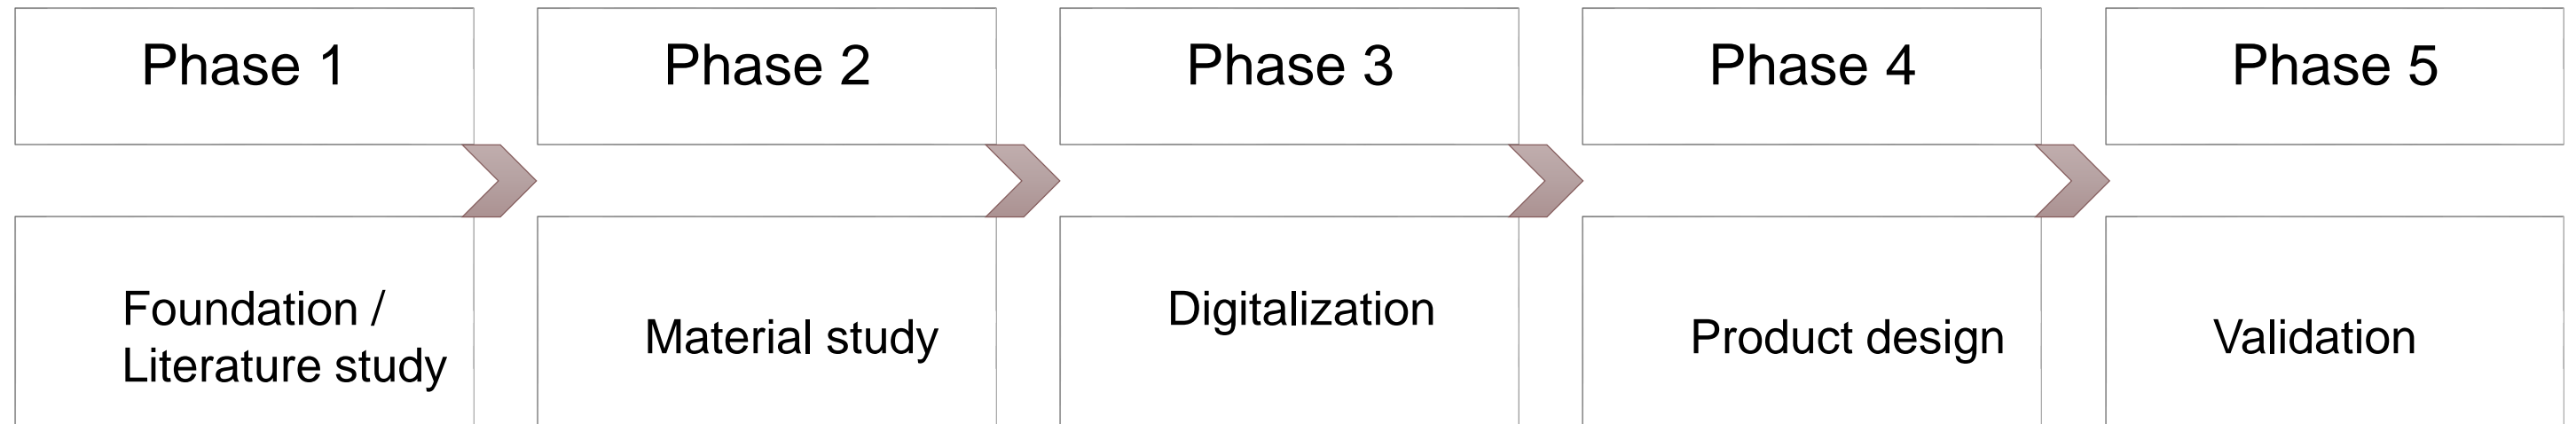 Phase 1
Phase 2
Phase 3
Phase 4
Phase 5
Foundation /
Literature study
Material study
Digitalization
Product design
Validation